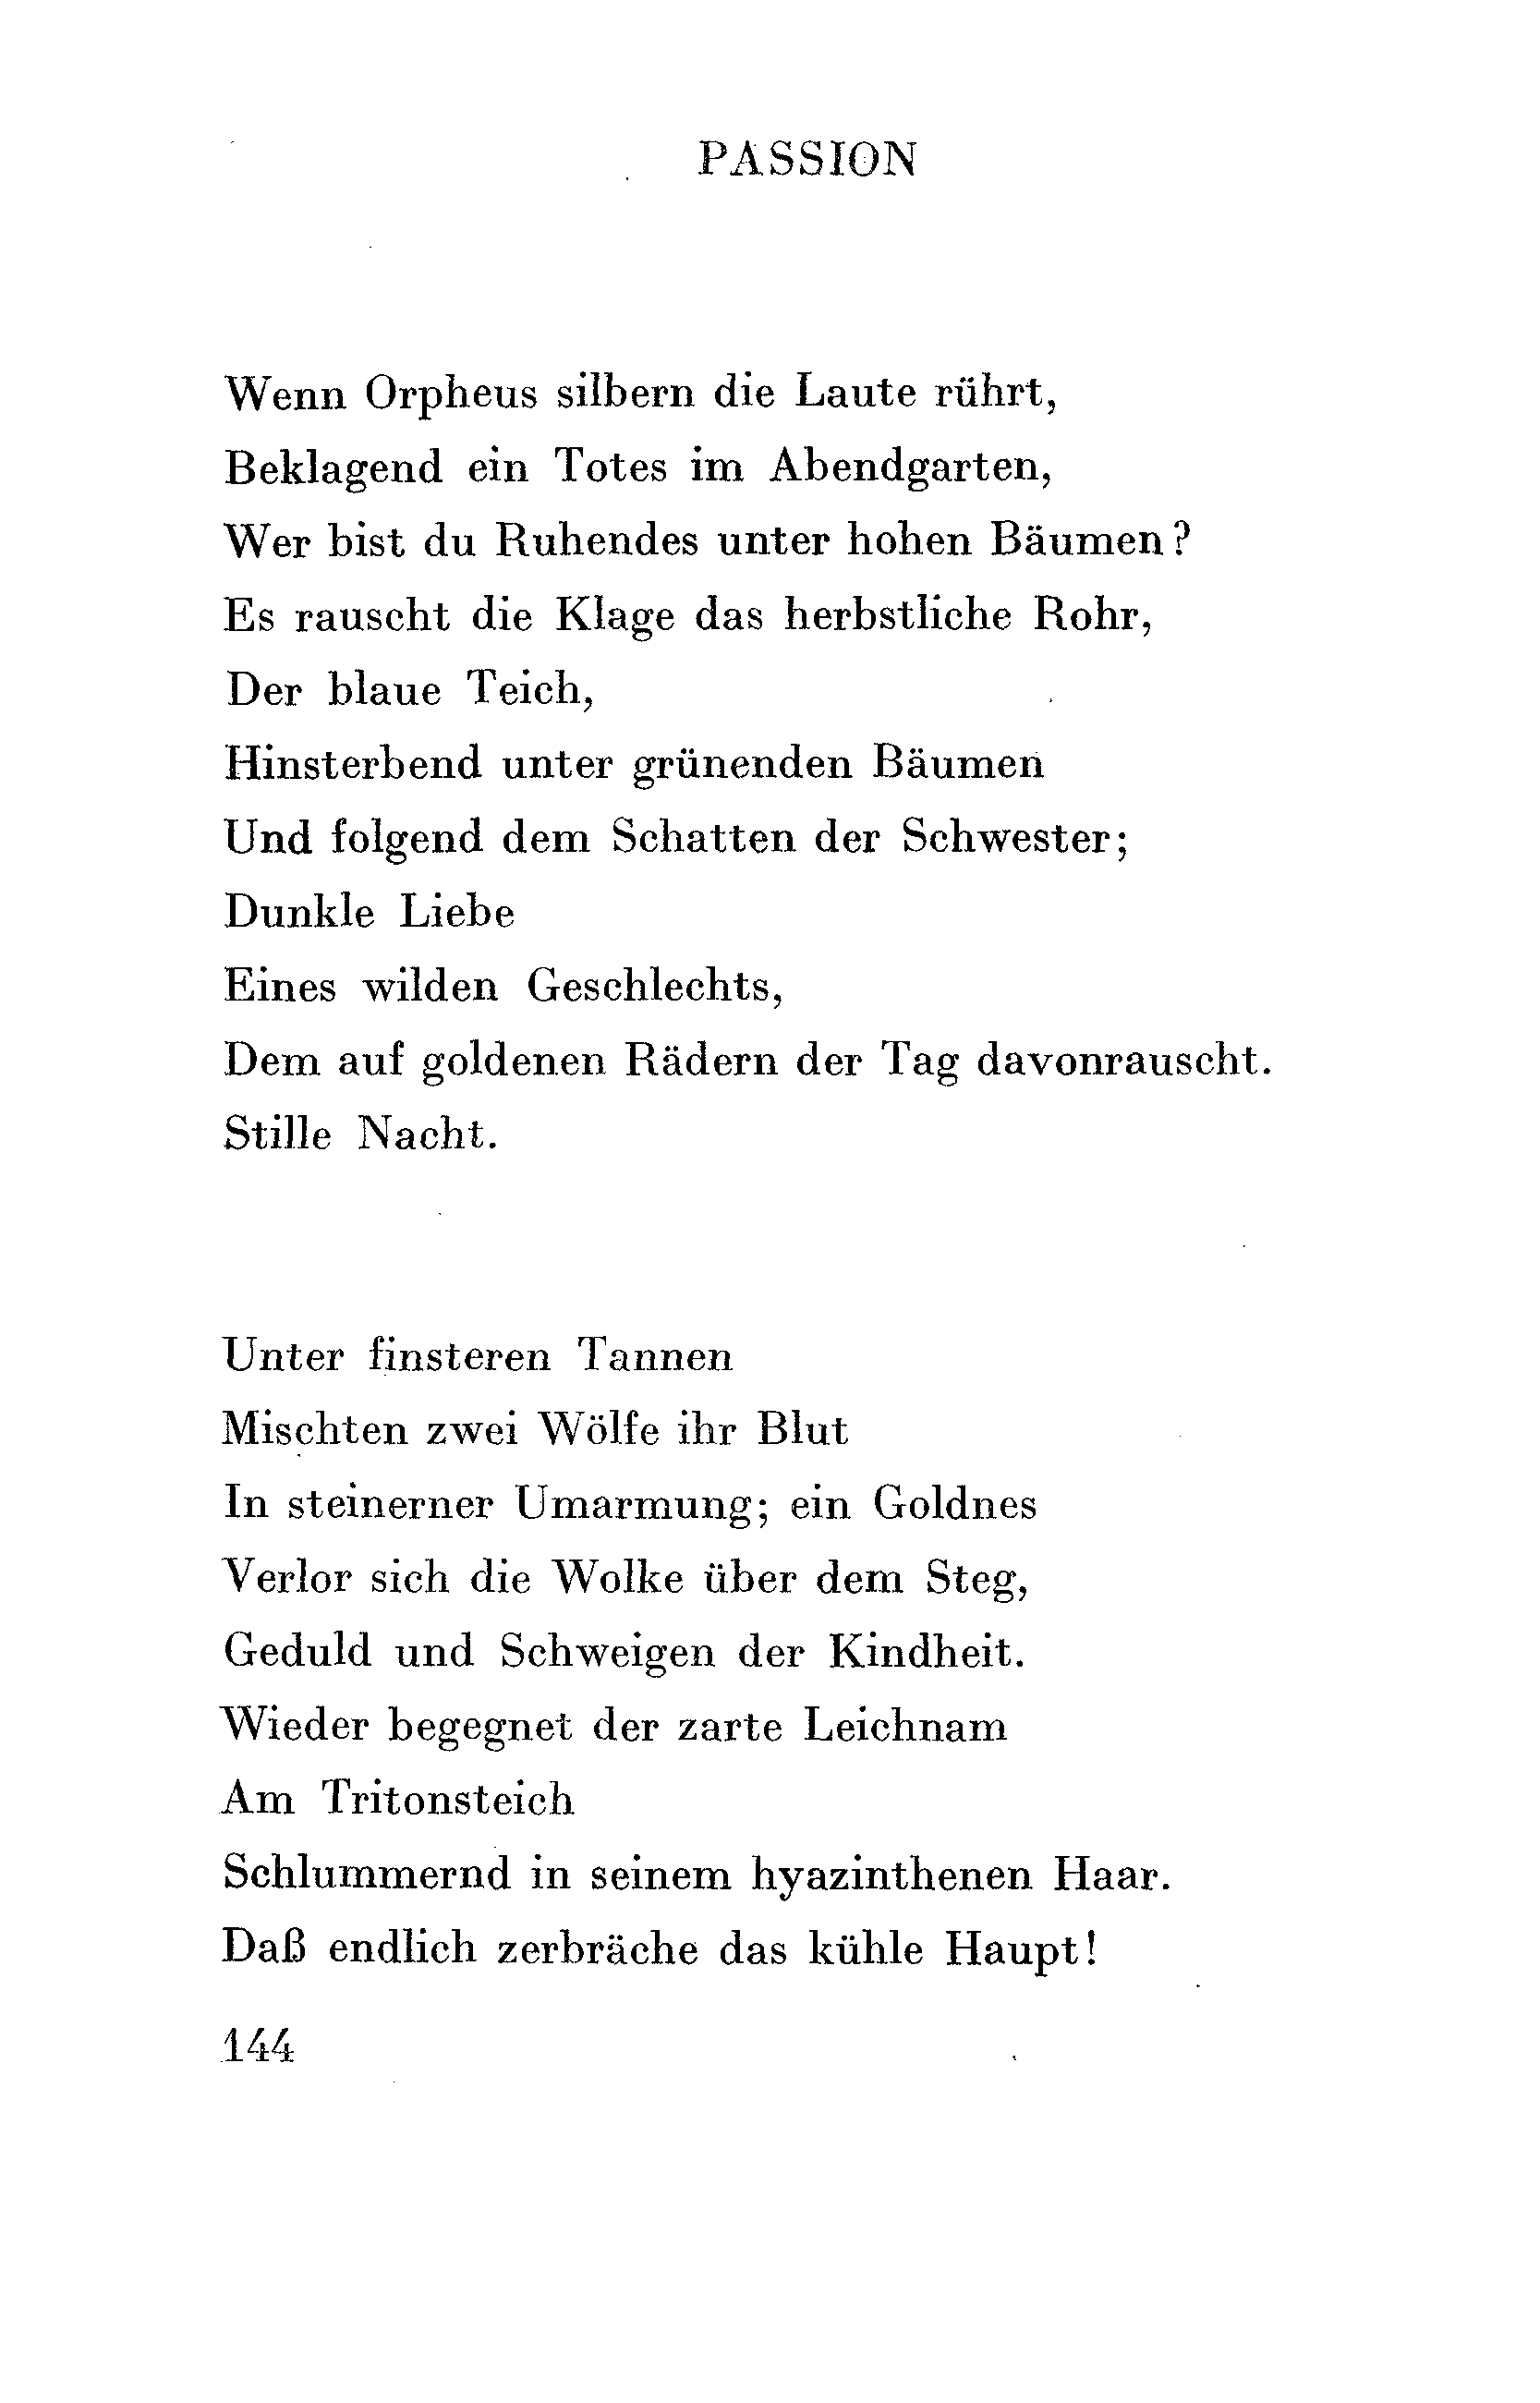 PASSION
Wenn Orpheus silbern die Laute rührt,
Beklagend ein Totes im Abendgarten,
Wer bist du Ruhendes unter hohen Bäumen?
Es rauscht die Klage das herbstliche Rohr,
Der blaue Teich,
Hinsterbend unter grünenden Bäumen
Und folgend dem Schatten der Schwester;
Dunkle Liebe
Eines wilden Geschlechts,
Dem auf goldenen Rädern der Tag davonrauscht.
Stille Nacht.
Unter finsteren Tannen
Mischten zwei Wölfe ihr Blut
In steinerner Umarmung; ein Goldnes
Verlor sich die Wolke über dem Steg,
Geduld und Schweigen der Kindheit.
Wieder begegnet der zarte Leichnam
Am Tritonsteich
Schlummernd in seinem hyazinthenen Haar.
Daß endlich zerbräche das kühle Haupt!
144